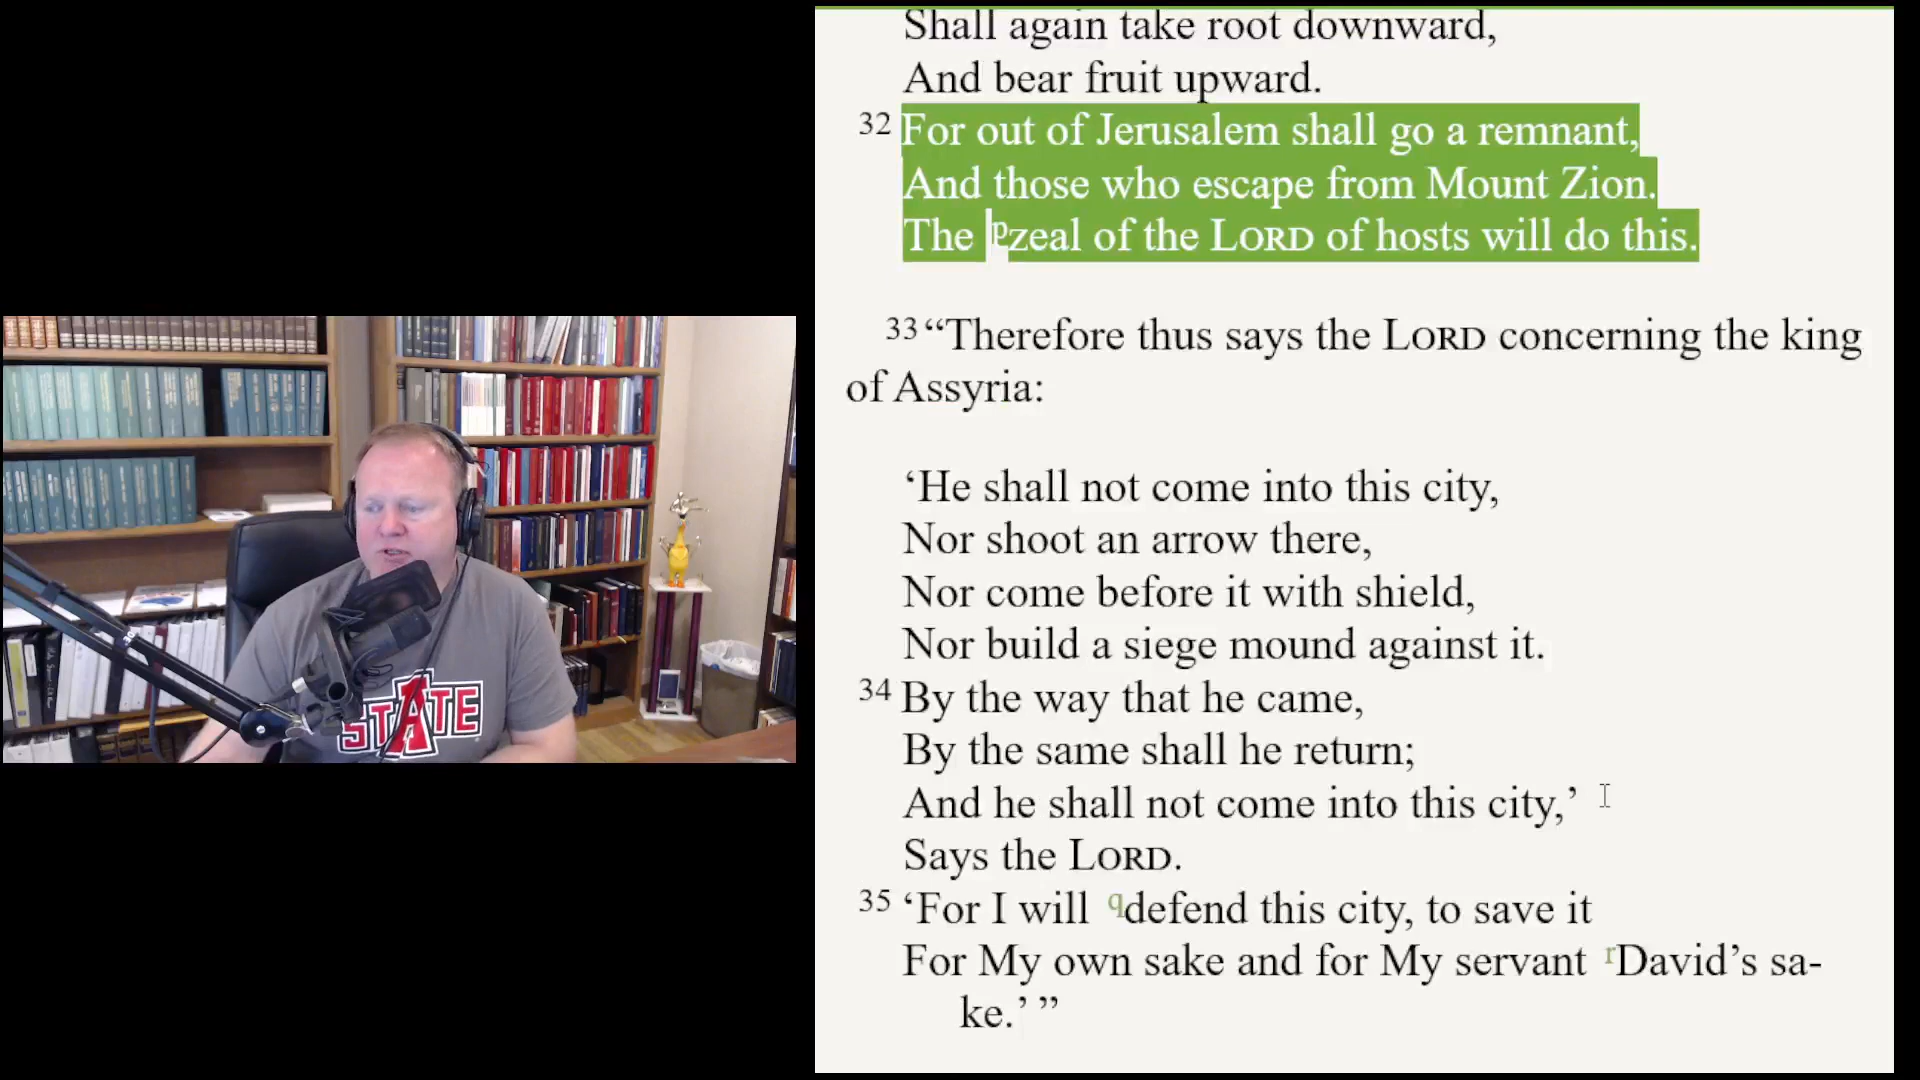 Shall again take root downward,
And bear fruit upward.
32 For out of Jerusalem shall go a remnant,
And those who escape from Mount Zion.
The pzeal of the LORD of hosts will do this.
33 “Therefore thus says the LORD concerning the king
of Assyria:
‘He shall not come into this city,
Nor shoot an arrow there,
Nor come before it with shield,
Nor build a siege mound against it.
34 By the way that he came,
By the same shall he return;
And he shall not come into this city,’
Says the LORD.
35 ‘For I will qdefend this city, to save it
For My own sake and for My servant rDavid’s sa-
ke.’ ”
STATE